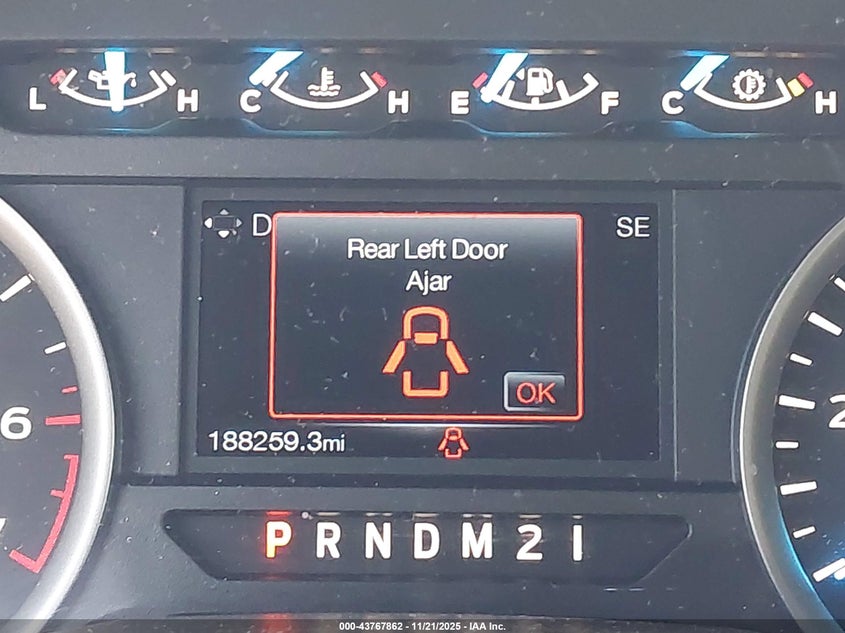 L H C H E F C H
D SE
Rear Left Door
Ajar
OK
188259.3mi
6
2
P R N D M 2 1
000-43767862 - 11/21/2025 - IAA Inc.